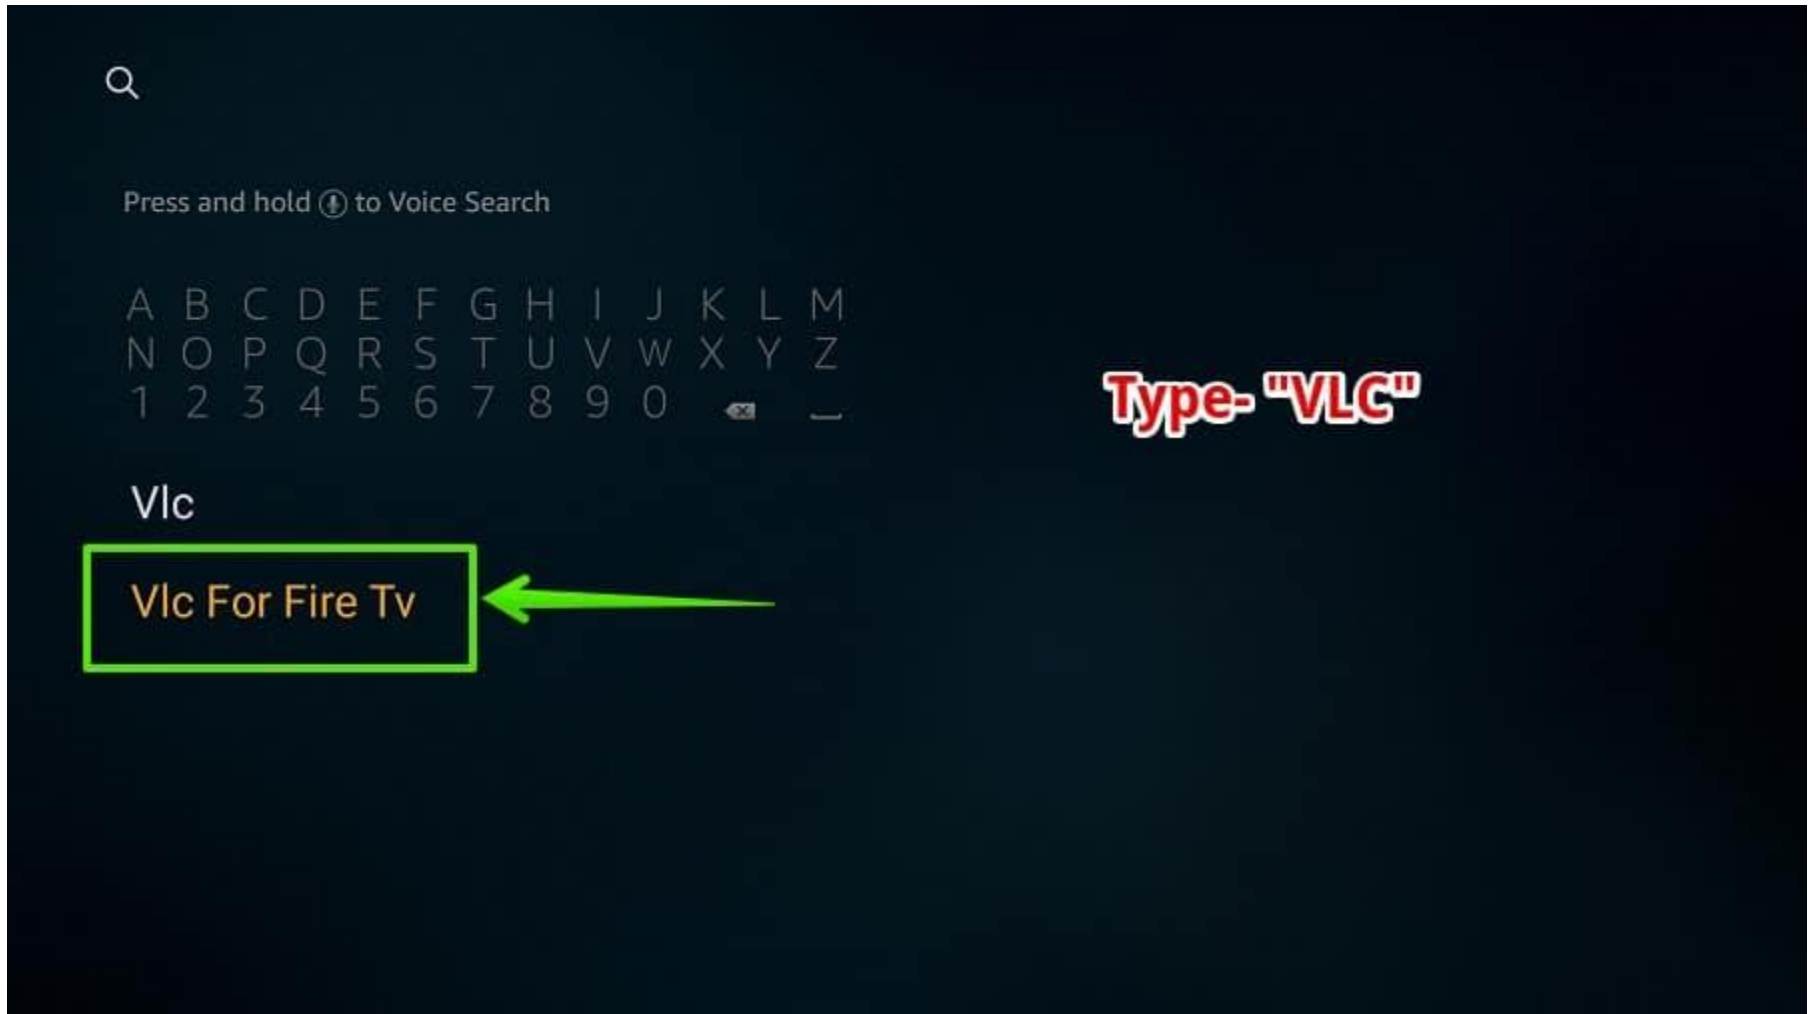 Press and hold to Voice Search
A B C D E F G H I J K L M
N O P Q R S T U V W X Y Z
1 2 3 4 5 6 7 8 9 0
Type- "VLC"
Vlc
Vlc For Fire Tv